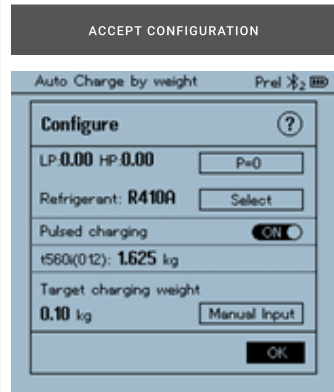 ACCEPT CONFIGURATION
Auto Charge by weight Prel 2
Configure ?
LP:0.00 HP:0.00 P=0
Refrigerant: R410A Select
Pulsed charging ON
t560i(012): 1.625 kg
Target charging weight
0.10 kg Manual Input
OK